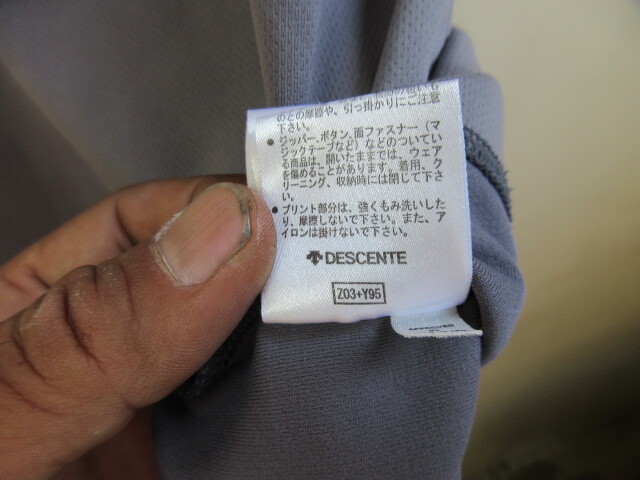 のとの摩擦や、引っ掛かりにご注意
下さい。
● ジッパー、ボタン、面ファスナー（マ
ジックテープなど）などのついてい
る商品は、開いたままでは、ウェア
を傷めることがあります。着用、ク
リーニング、収納時には閉じて下さ
い。
● プリント部分は、強くもみ洗いした
り、摩擦しないで下さい。また、ア
イロンは掛けないで下さい。
DESCENTE
Z03+Y95
APPROVED